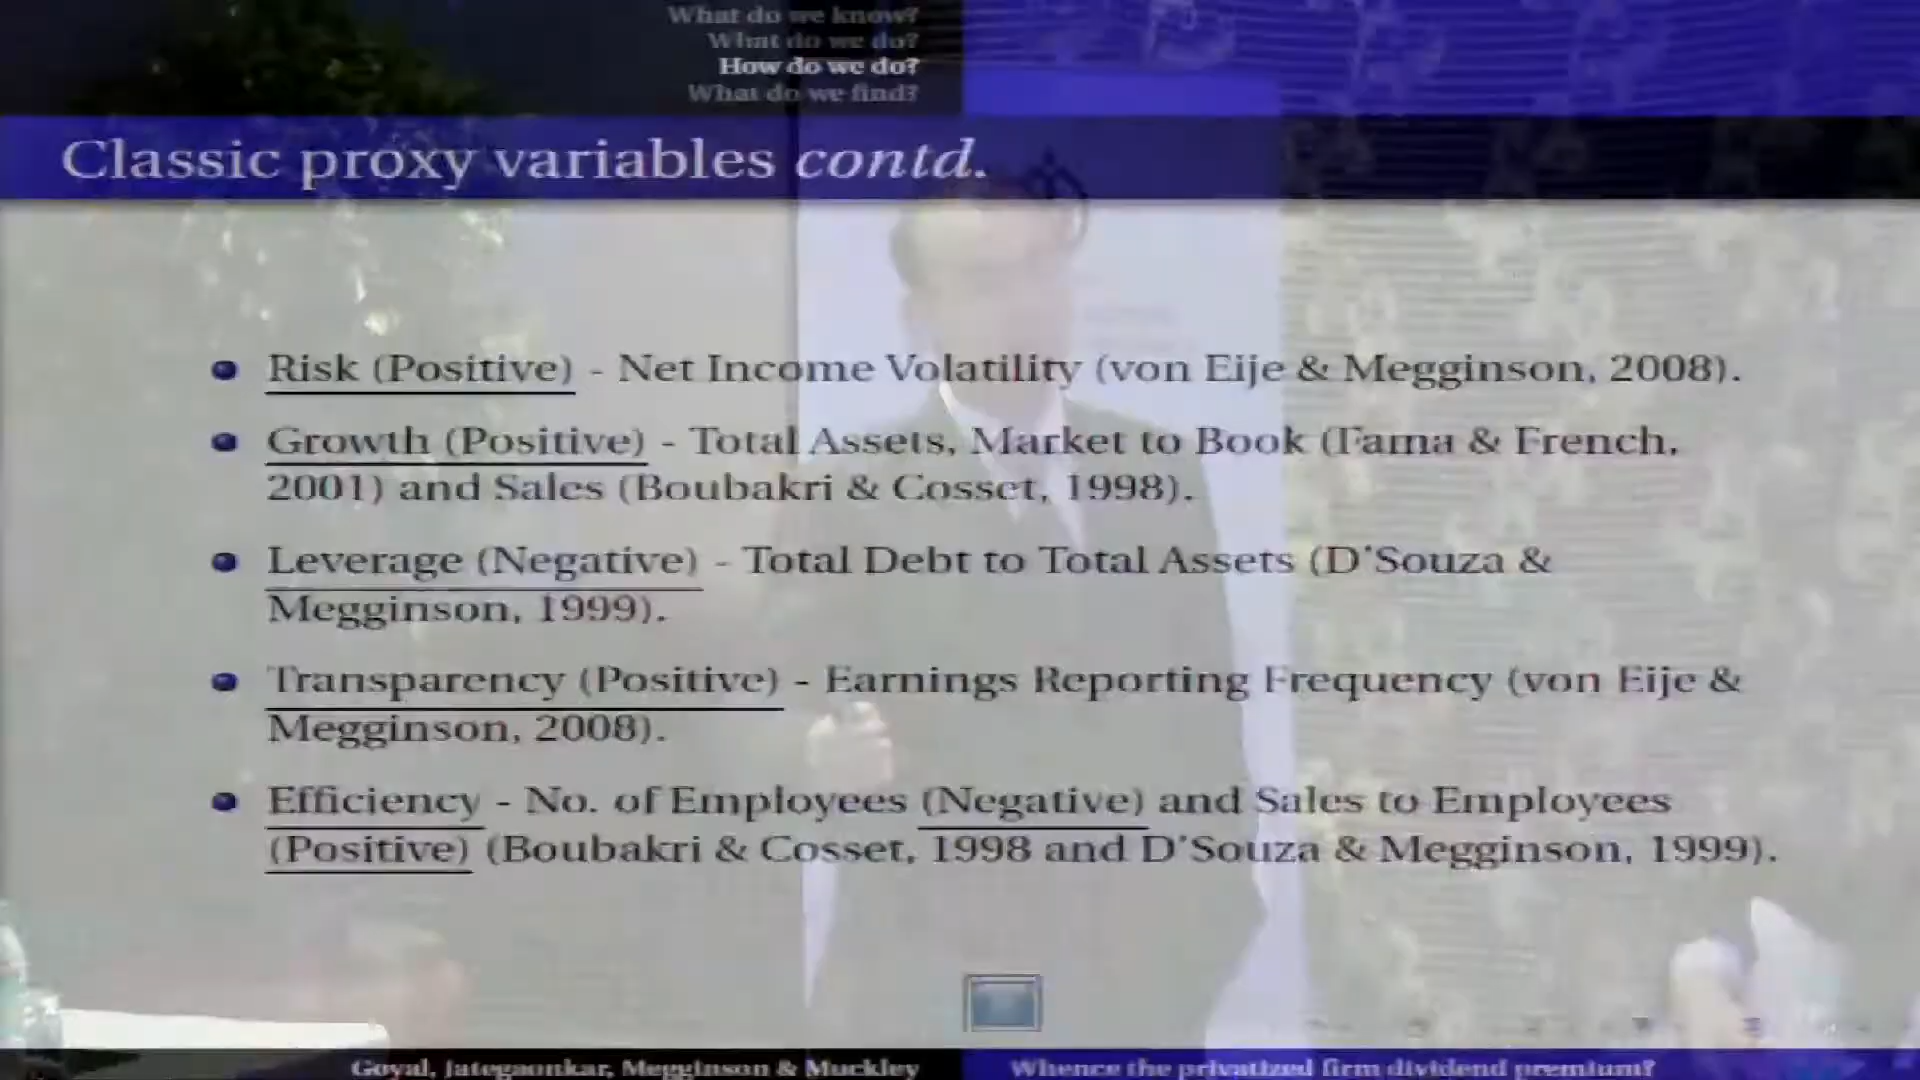 What do we know?
What do we do?
How do we do?
What do we find?
Classic proxy variables contd.
Risk (Positive) - Net Income Volatility (von Eije & Megginson, 2008).
Growth (Positive) - Total Assets, Market to Book (Fama & French,
2001) and Sales (Boubakri & Cosset, 1998).
Leverage (Negative) - Total Debt to Total Assets (D'Souza &
Megginson, 1999).
Transparency (Positive) - Earnings Reporting Frequency (von Eije &
Megginson, 2008).
Efficiency - No. of Employees (Negative) and Sales to Employees
(Positive) (Boubakri & Cosset, 1998 and D'Souza & Megginson, 1999).
Goyal, Jategaonkar, Megginson & Muckley
Whence the privatized firm dividend premium?